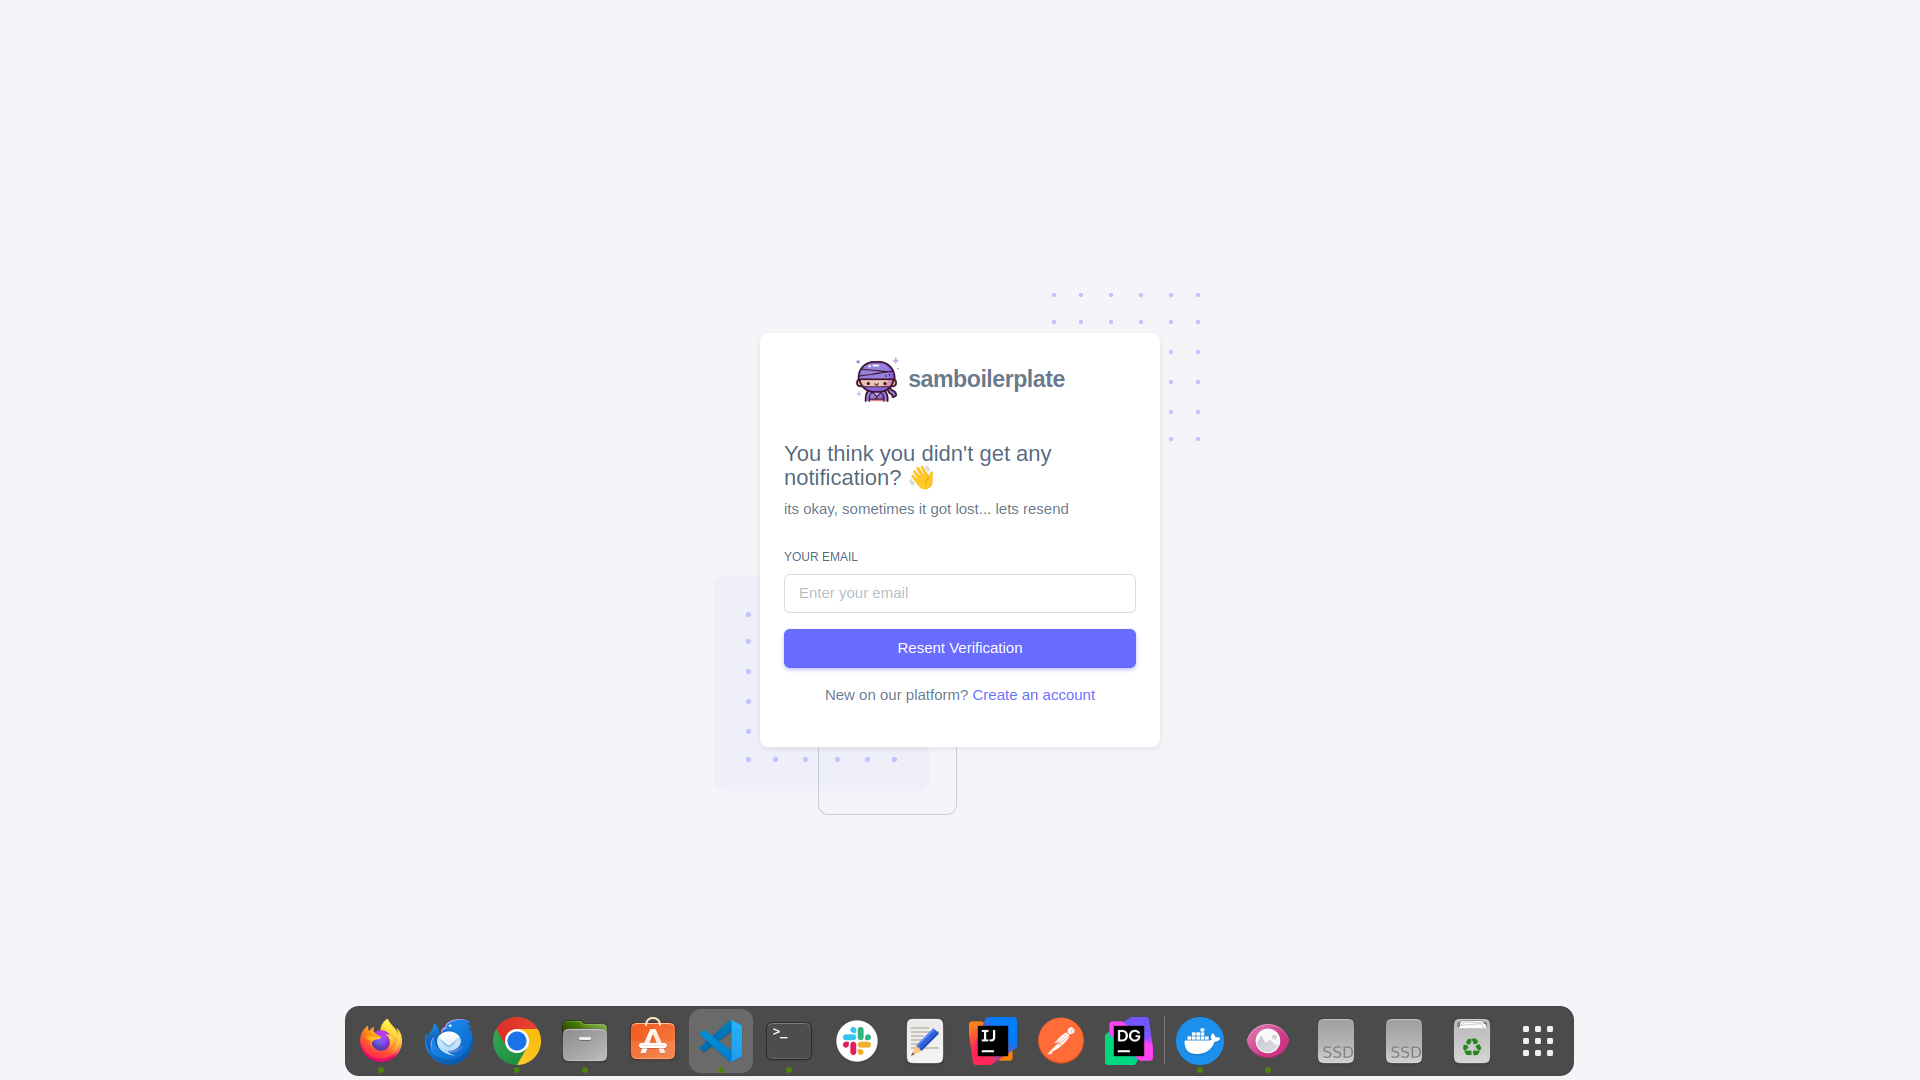 samboilerplate
You think you didn't get any
notification? 👋
its okay, sometimes it got lost... lets resend
YOUR EMAIL
Enter your email
Resent Verification
New on our platform? Create an account
>_
IJ
DG
SSD
SSD